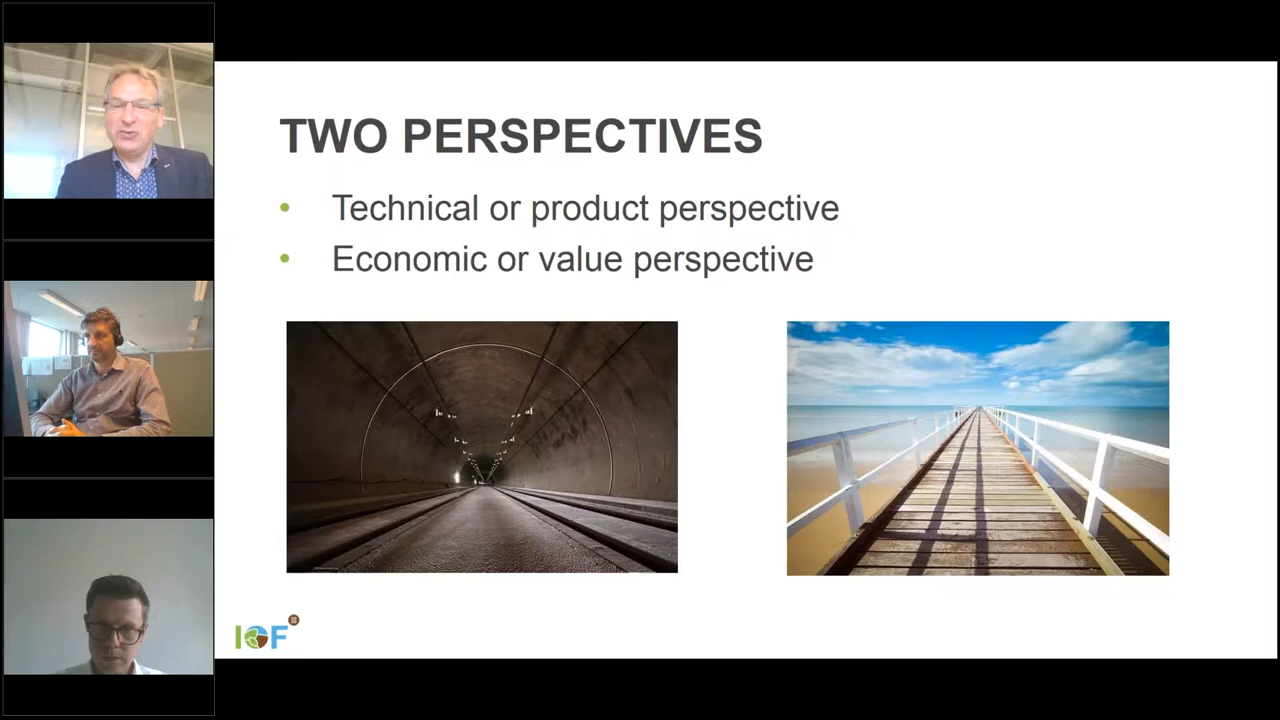 TWO PERSPECTIVES
• Technical or product perspective
• Economic or value perspective
IOF